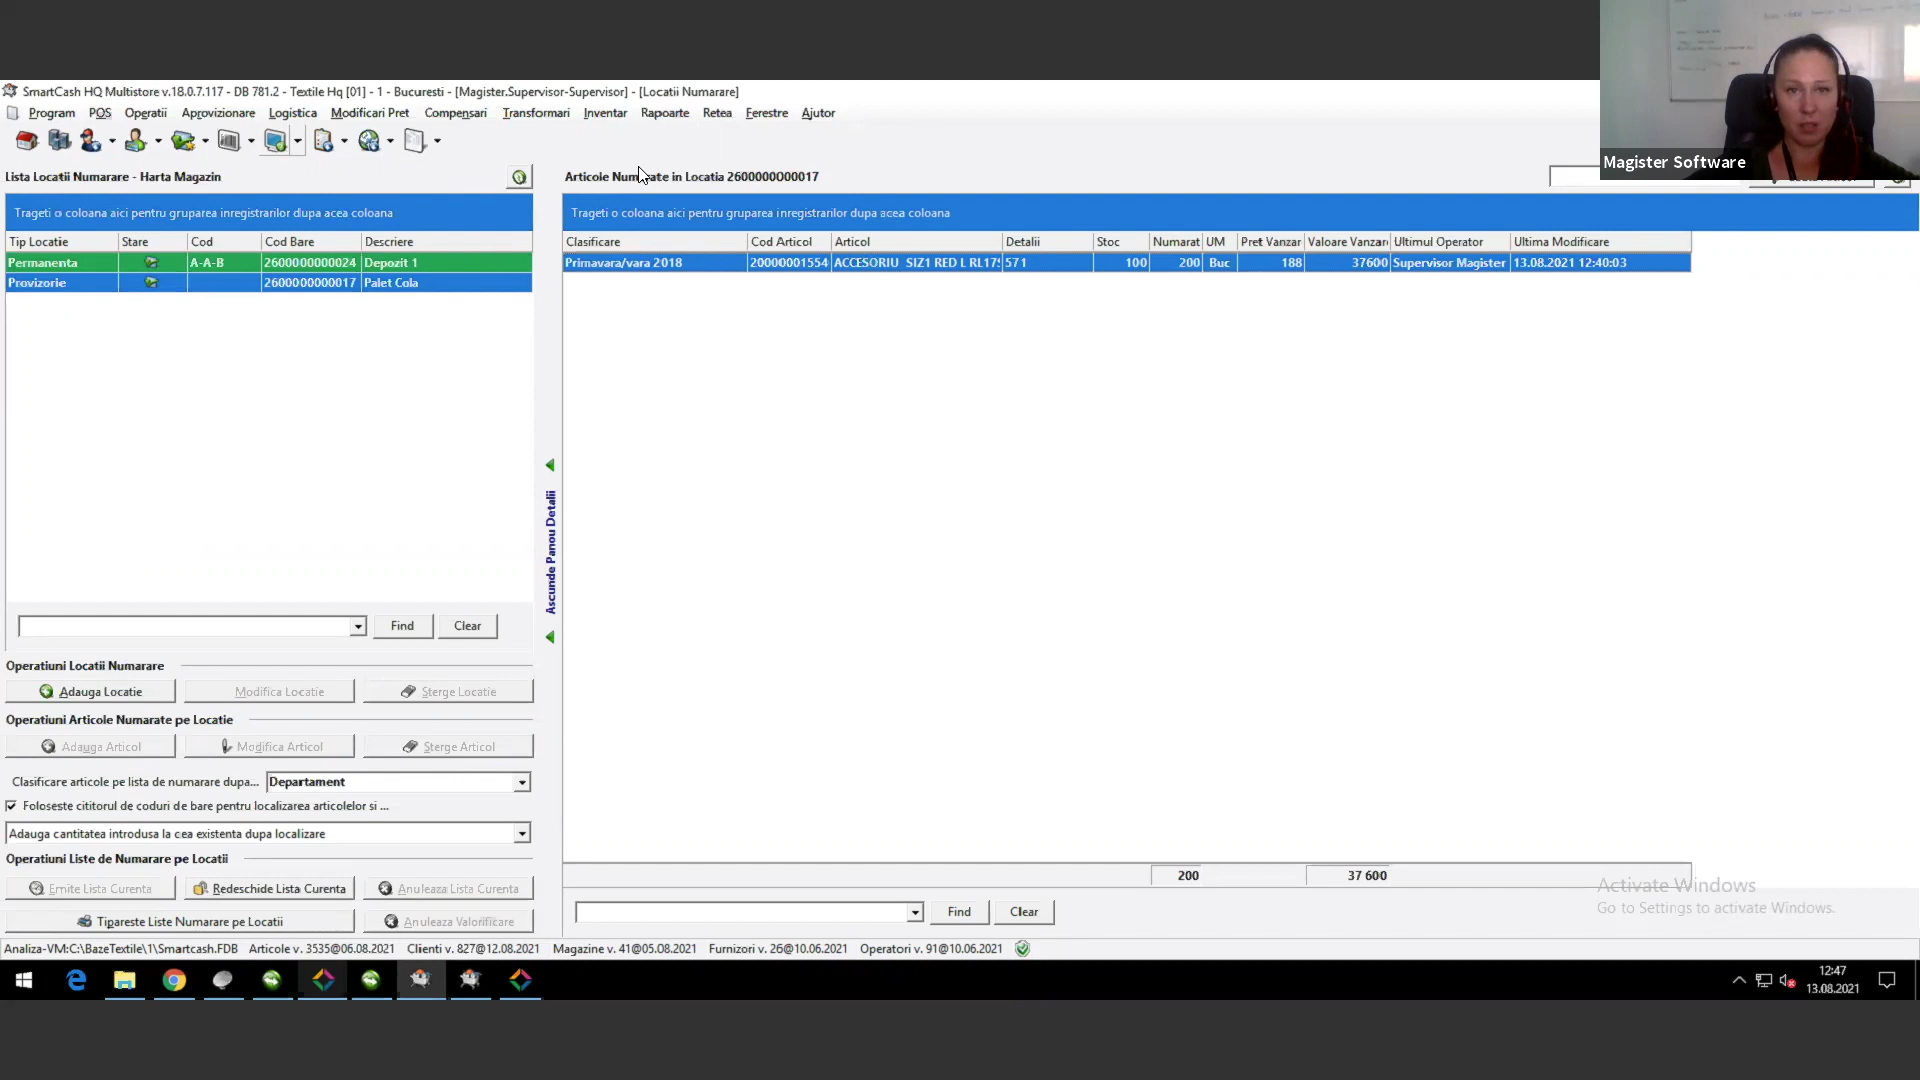 SmartCash HQ Multistore v.18.0.7.117 - DB 781.2 - Textile Hq [01] - 1 - Bucuresti - [Magister.Supervisor-Supervisor] - [Locatii Numarare]
Program POS Operatii Aprovizionare Logistica Modificari Pret Compensari Transformari Inventar Rapoarte Retea Ferestre Ajutor
Magister Software
Lista Locatii Numarare - Harta Magazin
Articole Numarate in Locatia 2600000000017
Trageti o coloana aici pentru gruparea inregistrarilor dupa acea coloana
Trageti o coloana aici pentru gruparea inregistrarilor dupa acea coloana
Tip Locatie Stare Cod Cod Bare Descriere
Clasificare Cod Articol Articol Detalii Stoc Numarat UM Pret Vanzar Valoare Vanzar Ultimul Operator Ultima Modificare
Permanenta A-A-B 2600000000024 Depozit 1
Primavara/vara 2018 20000001554 ACCESORIU SIZ1 RED L RL17 571 100 200 Buc 188 37600 Supervisor Magister 13.08.2021 12:40:03
Provizorie 2600000000017 Palet Cola
Ascunde Panou Detalii
Find Clear
Operatiuni Locatii Numarare
Adauga Locatie Modifica Locatie Sterge Locatie
Operatiuni Articole Numarate pe Locatie
Adauga Articol Modifica Articol Sterge Articol
Clasificare articole pe lista de numarare dupa... Departament
Foloseste cititorul de coduri de bare pentru localizarea articolelor si ...
Adauga cantitatea introdusa la cea existenta dupa localizare
Operatiuni Liste de Numarare pe Locatii
200 37 600
Emite Lista Curenta Redeschide Lista Curenta Anuleaza Lista Curenta
Activate Windows
Go to Settings to activate Windows.
Find Clear
Tipareste Liste Numarare pe Locatii Anuleaza Valorificare
Analiza-VM:C:\BazeTextile\1\Smartcash.FDB Articole v. 3535@06.08.2021 Clienti v. 827@12.08.2021 Magazine v. 41@05.08.2021 Furnizori v. 26@10.06.2021 Operatori v. 91@10.06.2021
12:47
13.08.2021